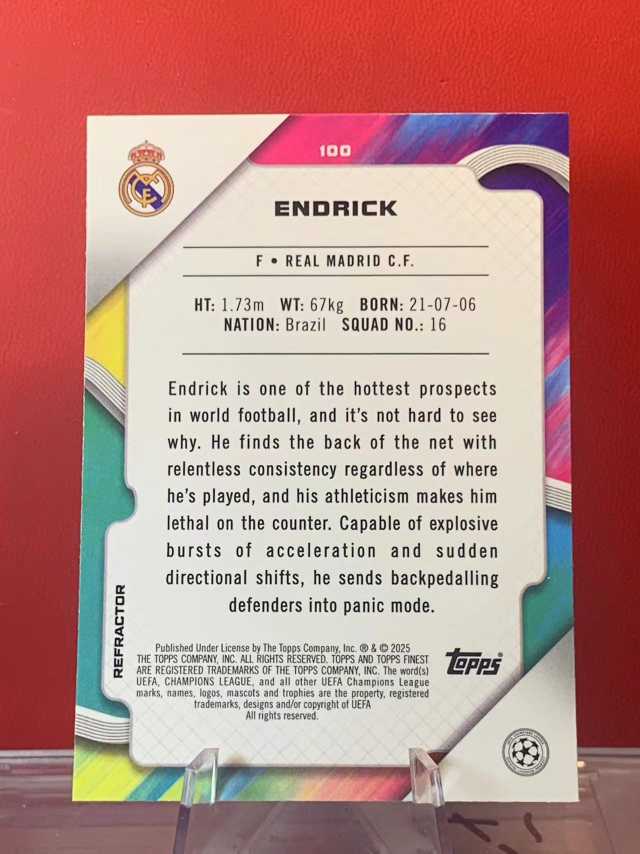 100
ENDRICK
F • REAL MADRID C.F.
HT: 1.73m WT: 67kg BORN: 21-07-06
NATION: Brazil SQUAD NO.: 16
Endrick is one of the hottest prospects
in world football, and it's not hard to see
why. He finds the back of the net with
relentless consistency regardless of where
he's played, and his athleticism makes him
lethal on the counter. Capable of explosive
bursts of acceleration and sudden
directional shifts, he sends backpedalling
defenders into panic mode.
REFRACTOR
Published Under License by The Topps Company, Inc. ® & © 2025
THE TOPPS COMPANY, INC. ALL RIGHTS RESERVED. TOPPS AND TOPPS FINEST
ARE REGISTERED TRADEMARKS OF THE TOPPS COMPANY, INC. The word(s)
UEFA, CHAMPIONS LEAGUE, and all other UEFA Champions League
marks, names, logos, mascots and trophies are the property, registered
trademarks, designs and/or copyright of UEFA
All rights reserved.
topps®